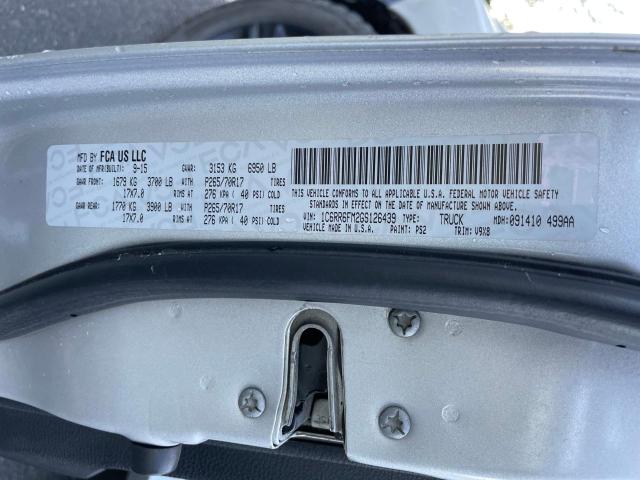 MFD BY FCA US LLC
DATE OF MFR(BUILT): 9-15 GVWR: 3153 KG 6950 LB
GAWR FRONT: 1679 KG 3700 LB WITH P265/70R17 TIRES
17X7.0 RIMS AT 276 KPA ( 40 PSI) COLD
GAWR REAR: 1770 KG 3900 LB WITH P265/70R17 TIRES
17X7.0 RIMS AT 276 KPA ( 40 PSI) COLD
THIS VEHICLE CONFORMS TO ALL APPLICABLE U.S.A. FEDERAL MOTOR VEHICLE SAFETY
STANDARDS IN EFFECT ON THE DATE OF MANUFACTURE SHOWN ABOVE.
VIN: 1C6RR6FM2GS126439 TYPE: TRUCK MDH: 091410 499AA
VEHICLE MADE IN U.S.A. PAINT: PS2 TRIM: V9X8